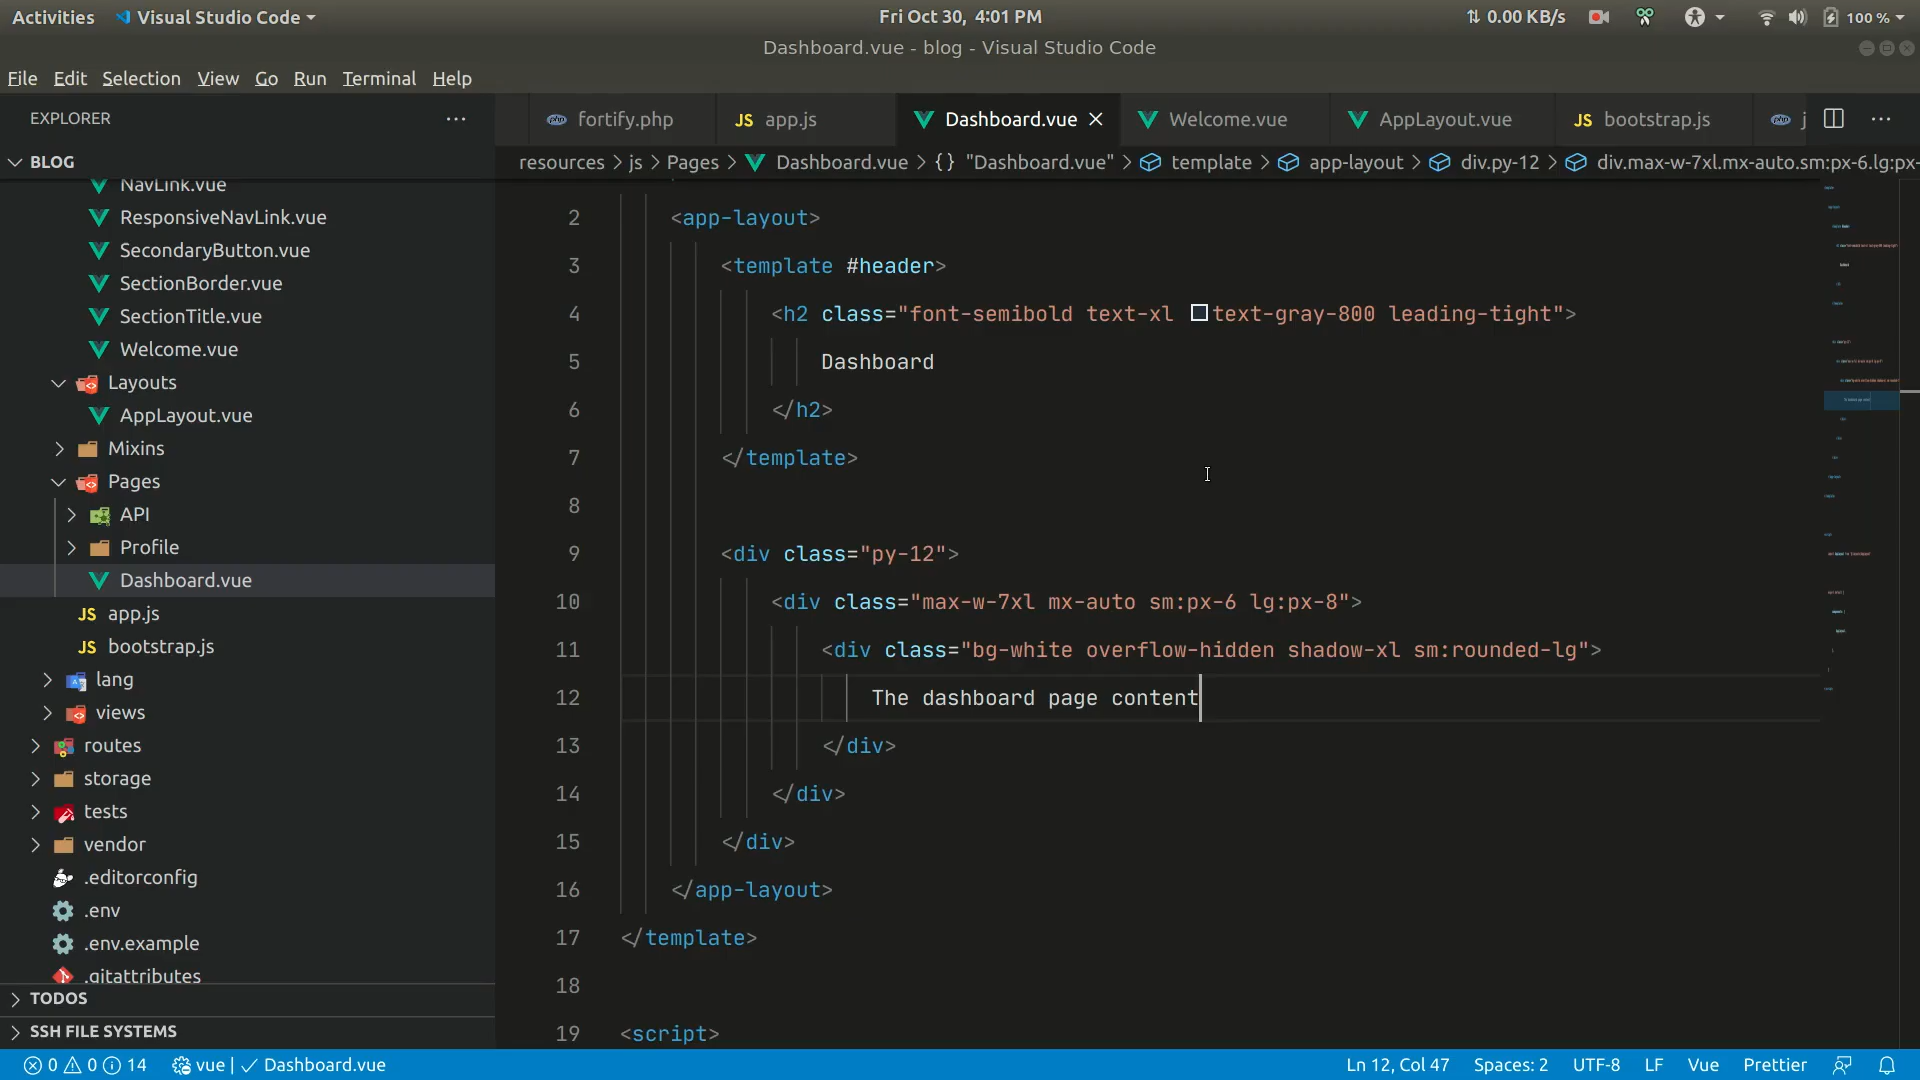 Activities Visual Studio Code Fri Oct 30, 4:01 PM 0.00 KB/s 100 %
Dashboard.vue - blog - Visual Studio Code
File Edit Selection View Go Run Terminal Help
EXPLORER ···
fortify.php JS app.js Dashboard.vue Welcome.vue AppLayout.vue JS bootstrap.js j ···
BLOG
resources > js > Pages > Dashboard.vue > {} "Dashboard.vue" > template > app-layout > div.py-12 > div.max-w-7xl.mx-auto.sm:px-6.lg:px-
NavLink.vue
ResponsiveNavLink.vue
SecondaryButton.vue
SectionBorder.vue
SectionTitle.vue
Welcome.vue
Layouts
AppLayout.vue
Mixins
Pages
API
Profile
Dashboard.vue
JS app.js
JS bootstrap.js
lang
views
routes
storage
tests
vendor
.editorconfig
.env
.env.example
.gitattributes
TODOS
SSH FILE SYSTEMS
2 <app-layout>
3 <template #header>
4 <h2 class="font-semibold text-xl text-gray-800 leading-tight">
5 Dashboard
6 </h2>
7 </template>
8
9 <div class="py-12">
10 <div class="max-w-7xl mx-auto sm:px-6 lg:px-8">
11 <div class="bg-white overflow-hidden shadow-xl sm:rounded-lg">
12 The dashboard page content
13 </div>
14 </div>
15 </div>
16 </app-layout>
17 </template>
18
19 <script>
0 0 14 vue | ✓ Dashboard.vue Ln 12, Col 47 Spaces: 2 UTF-8 LF Vue Prettier